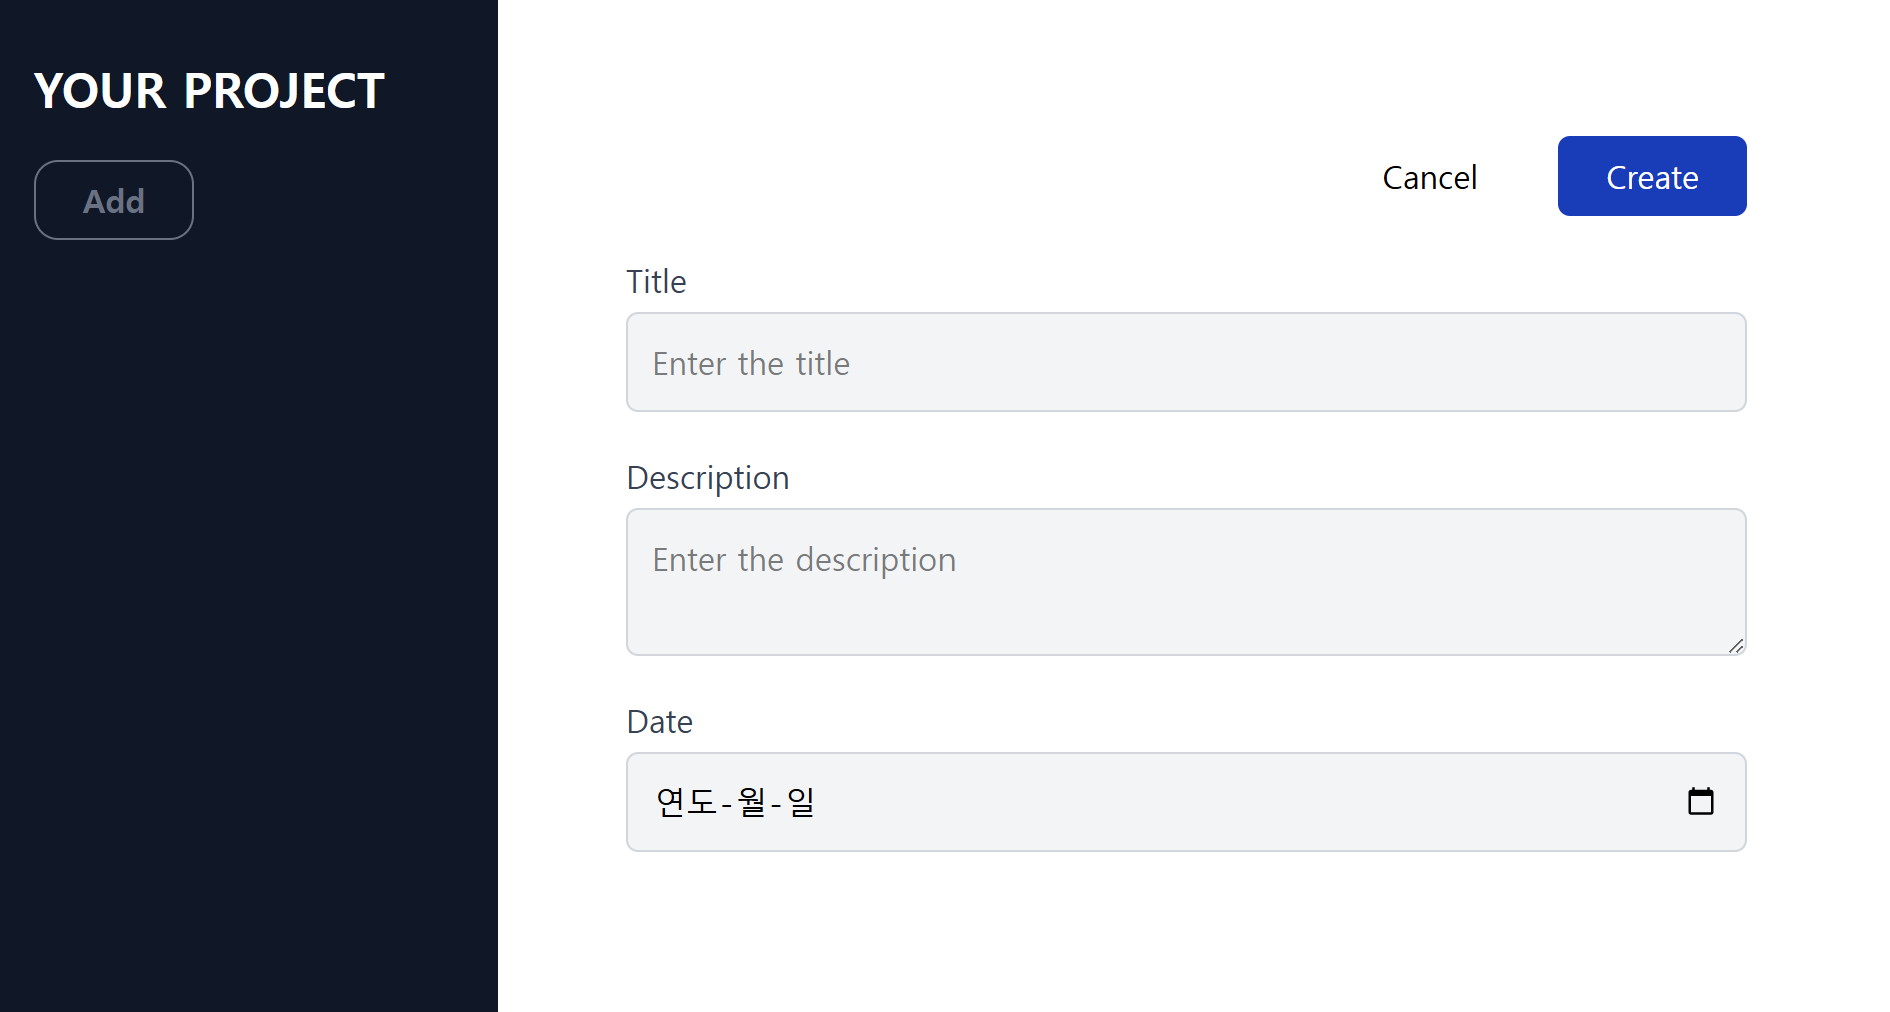 YOUR PROJECT
Add
Cancel
Create
Title
Enter the title
Description
Enter the description
Date
연도-월-일